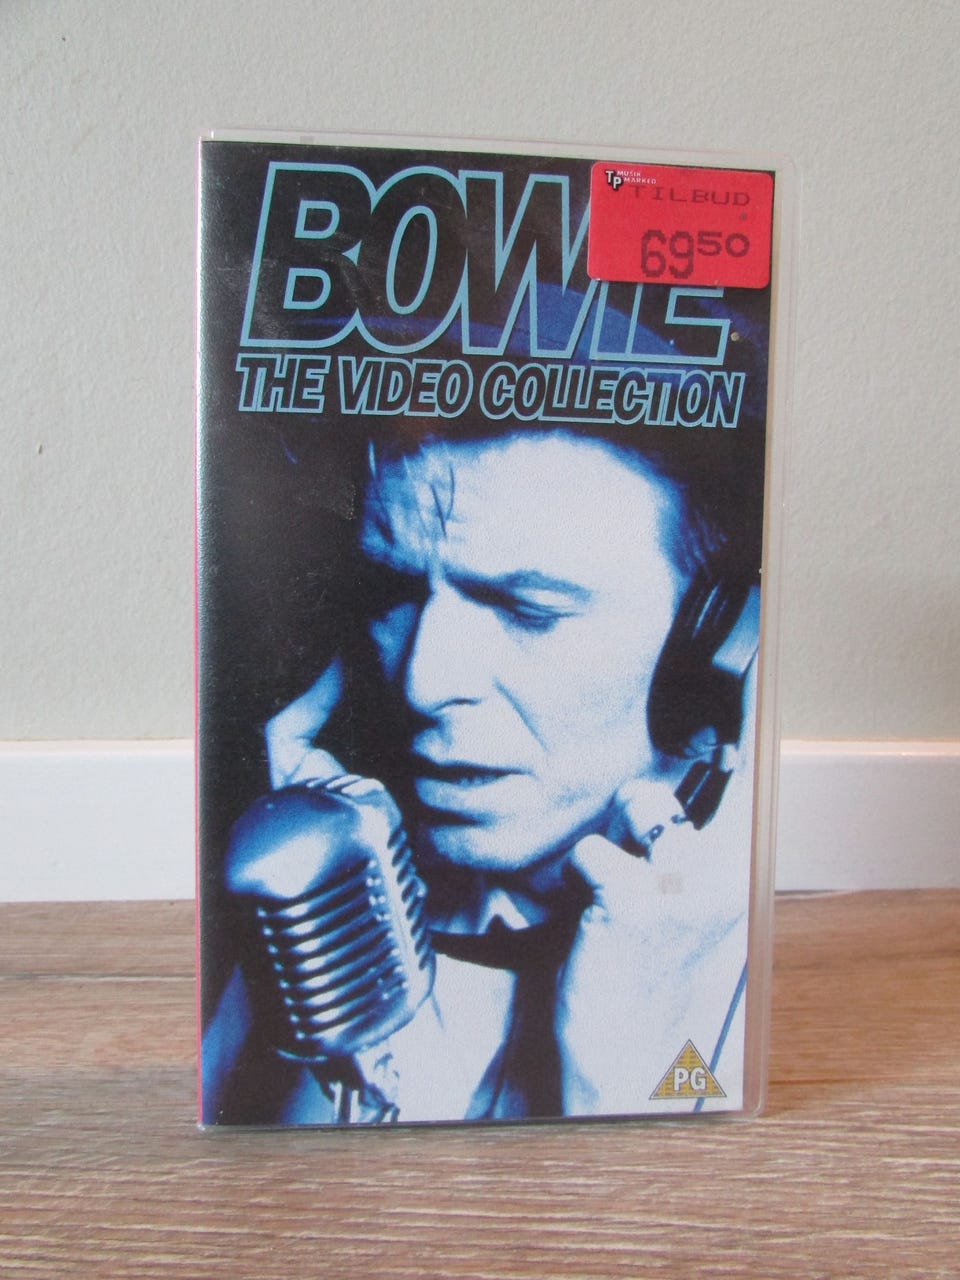 BOWIE
TP MUSIK MARKED
TILBUD
6950
THE VIDEO COLLECTION
PG